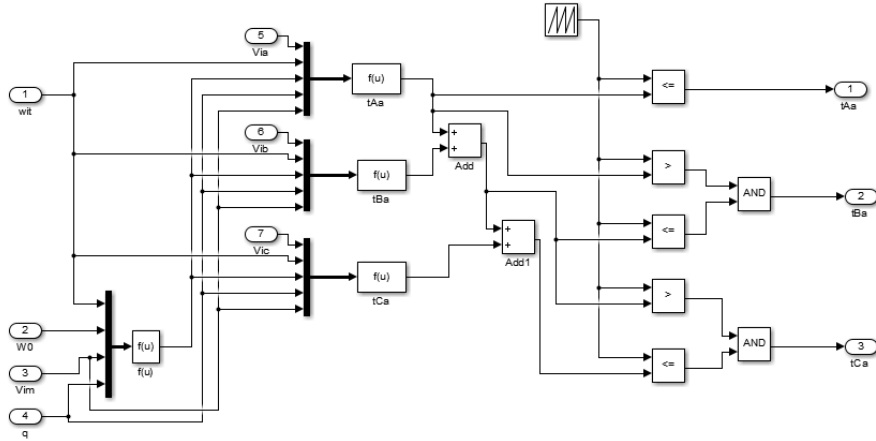 5
Via
f(u)
tAa
<=
1
tAa
1
wit
6
Vib
+
+
Add
f(u)
tBa
>
AND
2
tBa
<=
7
Vic
+
+
Add1
f(u)
tCa
>
2
W0
f(u)
f(u)
AND
3
tCa
<=
3
Vim
4
q